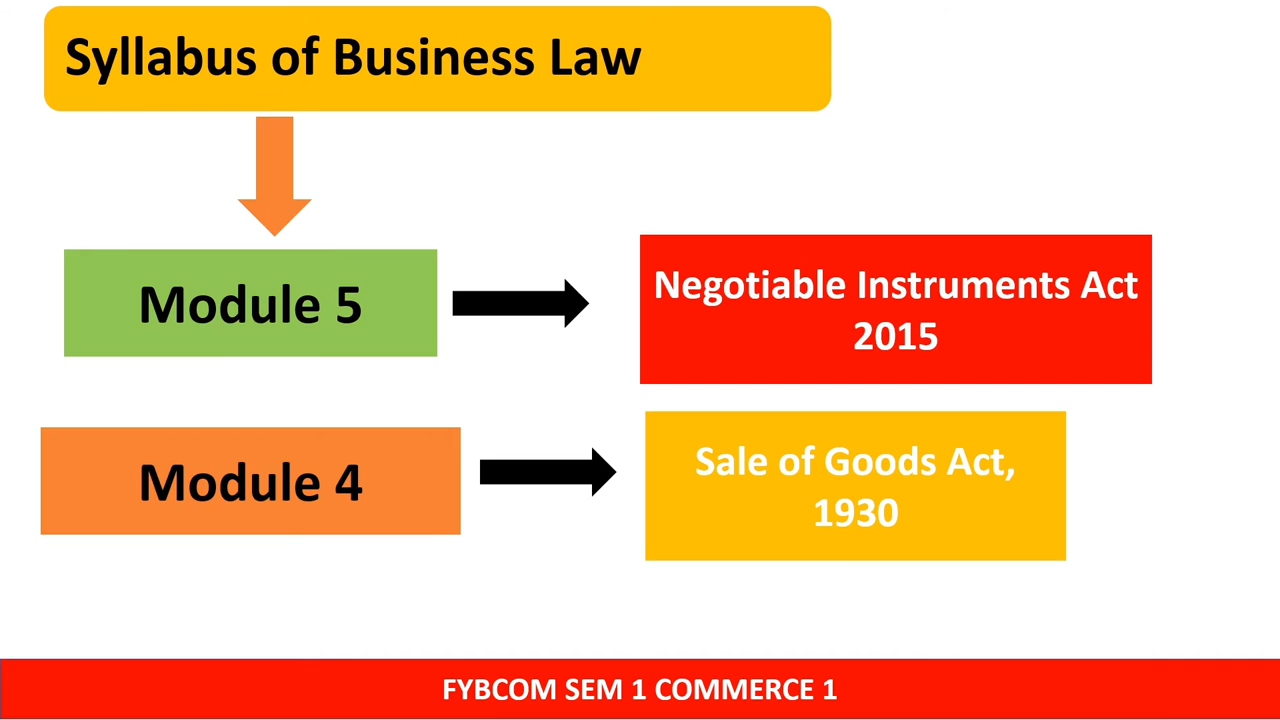 Syllabus of Business Law
Module 5
Negotiable Instruments Act
2015
Module 4
Sale of Goods Act,
1930
FYBCOM SEM 1 COMMERCE 1